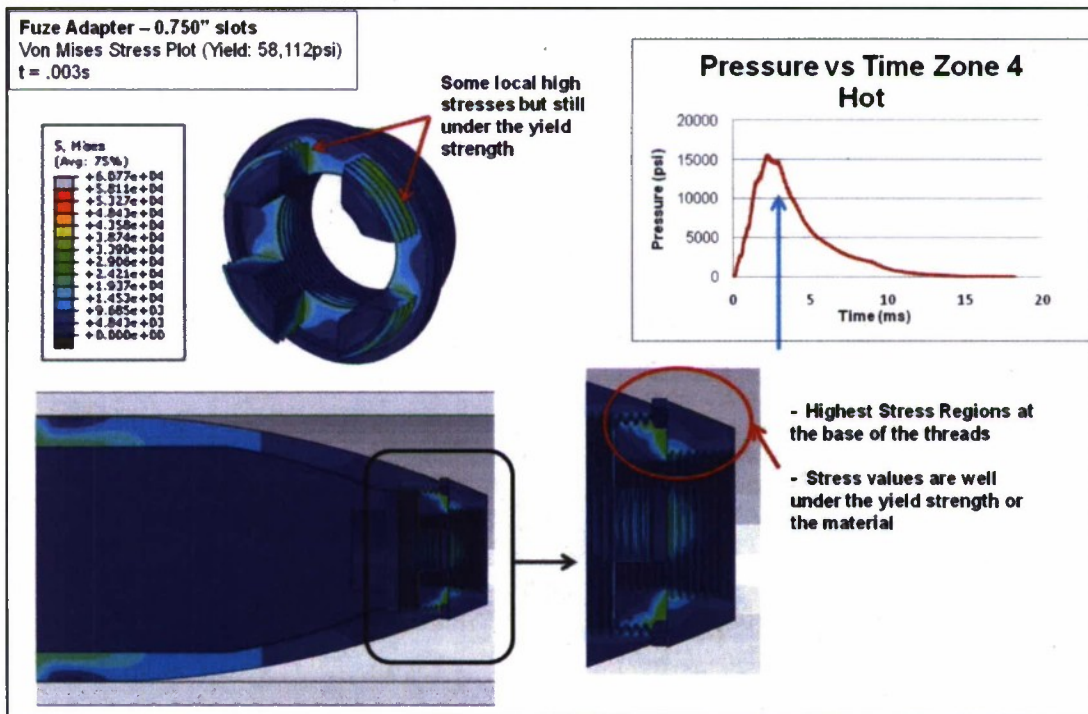 Fuze Adapter – 0.750" slots
Von Mises Stress Plot (Yield: 58,112psi)
t = .003s
Some local high
stresses but still
under the yield
strength
S, Mises
(Avg: 75%)
+6.077e+04
+5.811e+04
+5.327e+04
+4.843e+04
+4.358e+04
+3.874e+04
+3.390e+04
+2.906e+04
+2.421e+04
+1.937e+04
+1.453e+04
+9.685e+03
+4.843e+03
+0.000e+00
Pressure vs Time Zone 4
Hot
Pressure (psi)
20000
15000
10000
5000
0
0 5 10 15 20
Time (ms)
- Highest Stress Regions at
the base of the threads
- Stress values are well
under the yield strength or
the material